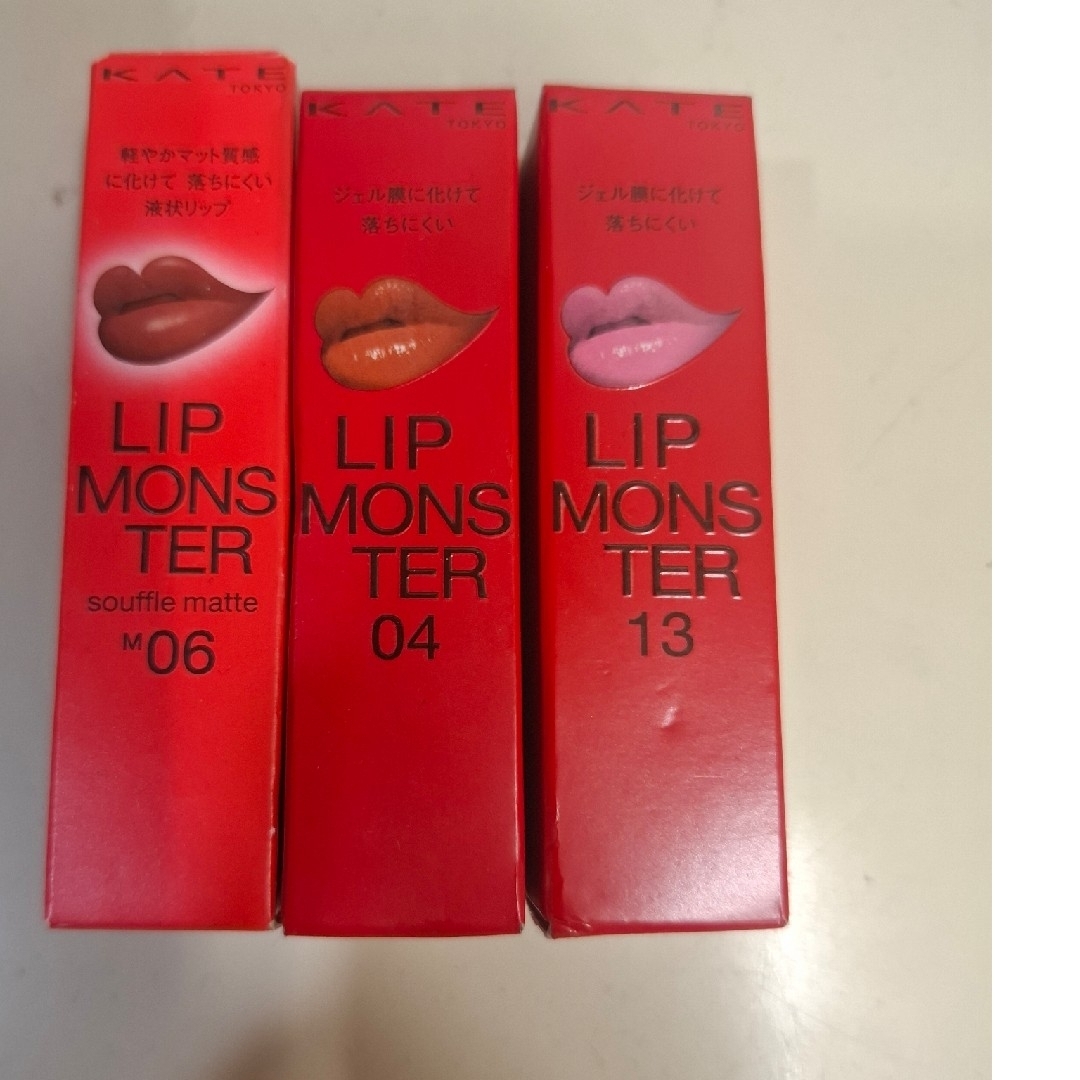 KATE
TOKYO
軽やかマット質感
に化けて 落ちにくい
液状リップ
LIP
MONS
TER
souffle matte
M06
KATE
TOKYO
ジェル膜に化けて
落ちにくい
LIP
MONS
TER
04
KATE
TOKYO
ジェル膜に化けて
落ちにくい
LIP
MONS
TER
13